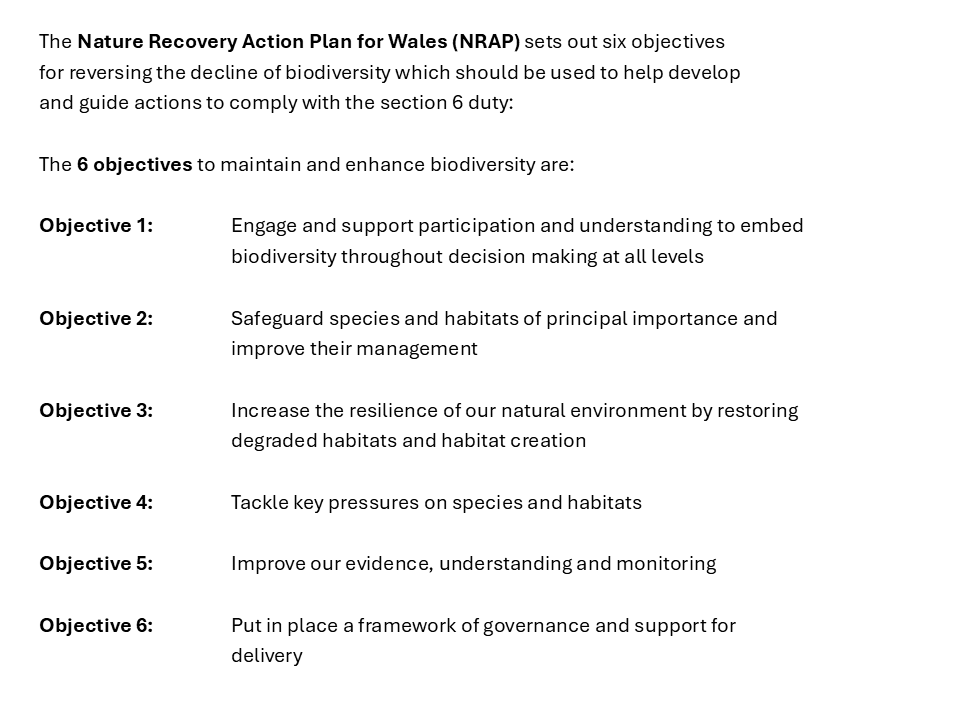 The Nature Recovery Action Plan for Wales (NRAP) sets out six objectives
for reversing the decline of biodiversity which should be used to help develop
and guide actions to comply with the section 6 duty:
The 6 objectives to maintain and enhance biodiversity are:
Objective 1: Engage and support participation and understanding to embed
biodiversity throughout decision making at all levels
Objective 2: Safeguard species and habitats of principal importance and
improve their management
Objective 3: Increase the resilience of our natural environment by restoring
degraded habitats and habitat creation
Objective 4: Tackle key pressures on species and habitats
Objective 5: Improve our evidence, understanding and monitoring
Objective 6: Put in place a framework of governance and support for
delivery